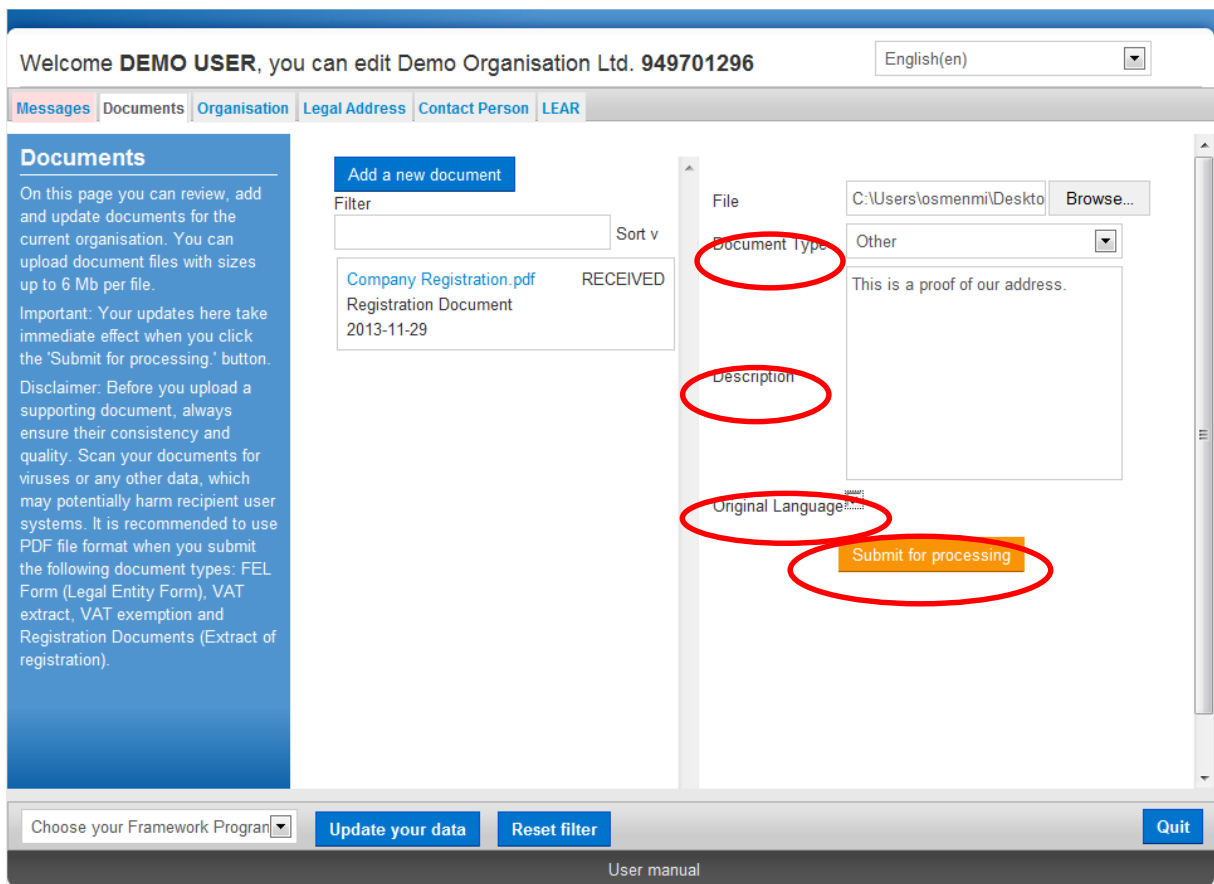 Welcome DEMO USER, you can edit Demo Organisation Ltd. 949701296
English(en)
Messages Documents Organisation Legal Address Contact Person LEAR
Documents
On this page you can review, add
and update documents for the
current organisation. You can
upload document files with sizes
up to 6 Mb per file.
Important: Your updates here take
immediate effect when you click
the 'Submit for processing.' button.
Disclaimer: Before you upload a
supporting document, always
ensure their consistency and
quality. Scan your documents for
viruses or any other data, which
may potentially harm recipient user
systems. It is recommended to use
PDF file format when you submit
the following document types: FEL
Form (Legal Entity Form), VAT
extract, VAT exemption and
Registration Documents (Extract of
registration).
Add a new document
Filter
Sort v
Company Registration.pdf RECEIVED
Registration Document
2013-11-29
File C:\Users\osmenmi\Deskto Browse...
Document Type Other
This is a proof of our address.
Description
Original Language
Submit for processing
Choose your Framework Progran
Update your data Reset filter Quit
User manual